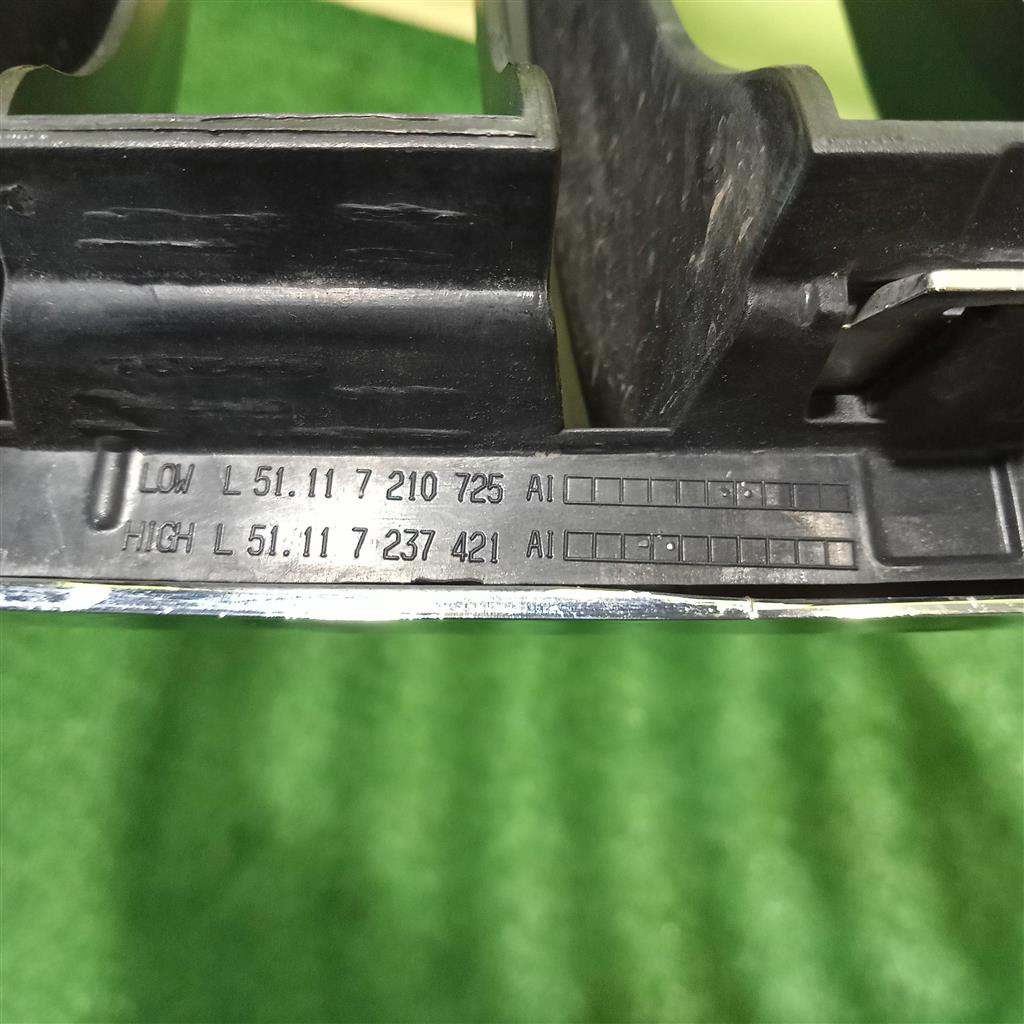 LOW L 51.11 7 210 725 AI
HIGH L 51.11 7 237 421 AI